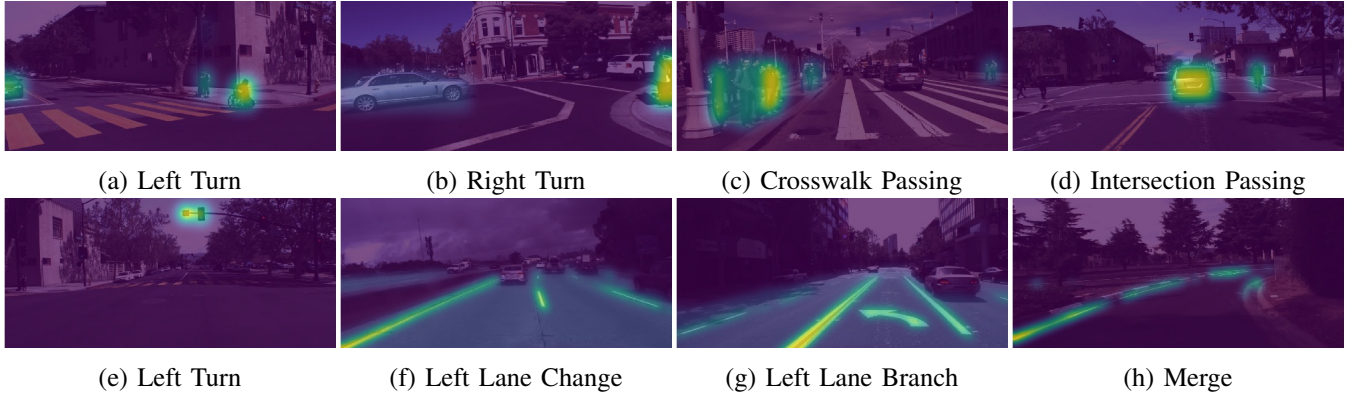 (a) Left Turn
(b) Right Turn
(c) Crosswalk Passing
(d) Intersection Passing
(e) Left Turn
(f) Left Lane Change
(g) Left Lane Branch
(h) Merge